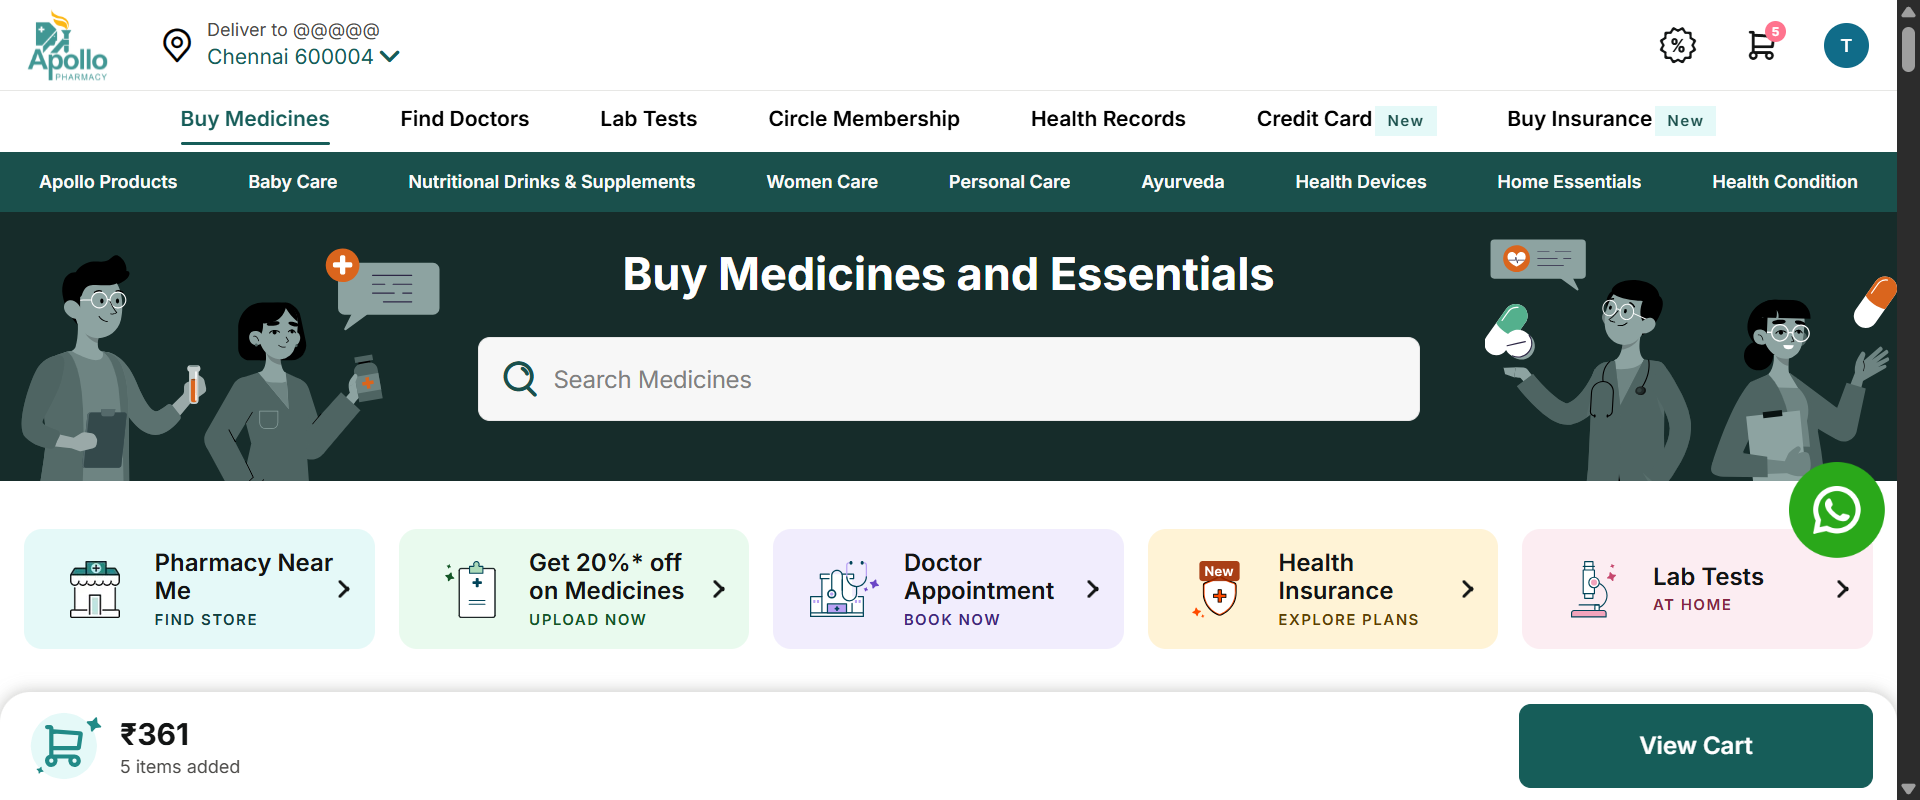 Apollo
PHARMACY
Deliver to @@@@@
Chennai 600004
%
5
T
Buy Medicines
Find Doctors
Lab Tests
Circle Membership
Health Records
Credit Card New
Buy Insurance New
Apollo Products
Baby Care
Nutritional Drinks & Supplements
Women Care
Personal Care
Ayurveda
Health Devices
Home Essentials
Health Condition
Buy Medicines and Essentials
Search Medicines
Pharmacy Near
Me
FIND STORE
Get 20%* off
on Medicines
UPLOAD NOW
Doctor
Appointment
BOOK NOW
New
Health
Insurance
EXPLORE PLANS
Lab Tests
AT HOME
₹361
5 items added
View Cart